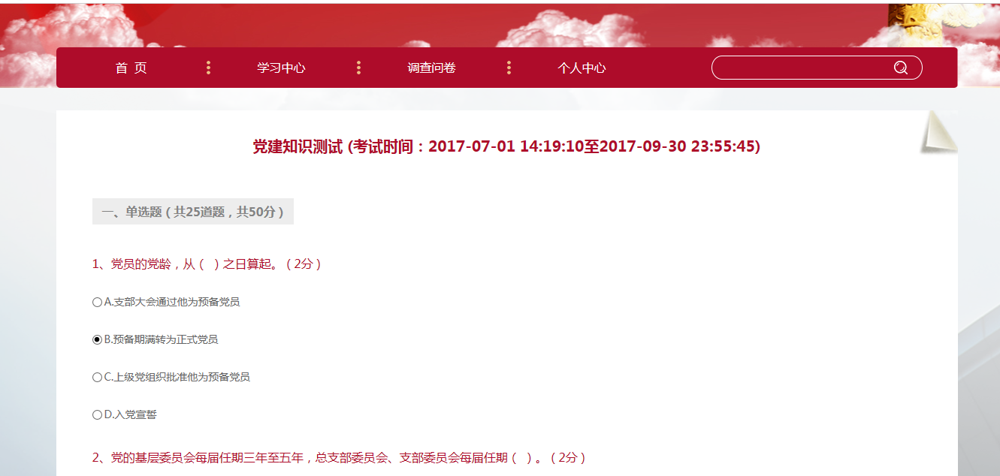 首 页 学习中心 调查问卷 个人中心
党建知识测试 (考试时间：2017-07-01 14:19:10至2017-09-30 23:55:45)
一、单选题（共25道题，共50分）
1、党员的党龄，从（ ）之日算起。（2分）
A.支部大会通过他为预备党员
B.预备期满转为正式党员
C.上级党组织批准他为预备党员
D.入党宣誓
2、党的基层委员会每届任期三年至五年，总支部委员会、支部委员会每届任期（ ）。（2分）